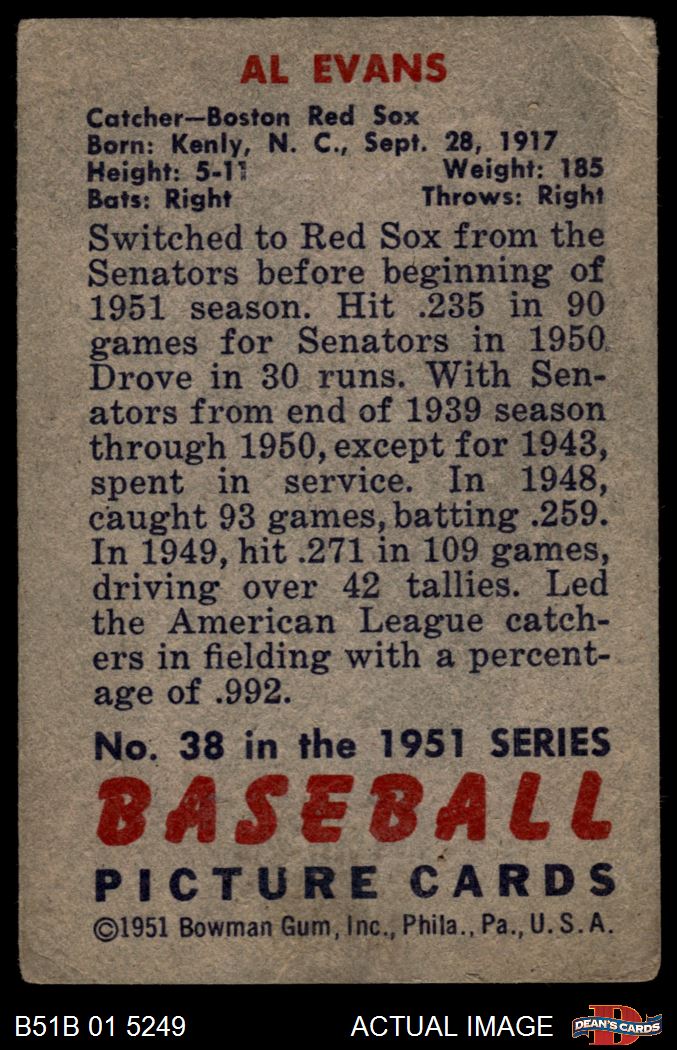 AL EVANS
Catcher—Boston Red Sox
Born: Kenly, N. C., Sept. 28, 1917
Height: 5-11 Weight: 185
Bats: Right Throws: Right
Switched to Red Sox from the
Senators before beginning of
1951 season. Hit .235 in 90
games for Senators in 1950.
Drove in 30 runs. With Sen-
ators from end of 1939 season
through 1950, except for 1943,
spent in service. In 1948,
caught 93 games, batting .259.
In 1949, hit .271 in 109 games,
driving over 42 tallies. Led
the American League catch-
ers in fielding with a percent-
age of .992.
No. 38 in the 1951 SERIES
BASEBALL
PICTURE CARDS
©1951 Bowman Gum, Inc., Phila., Pa., U.S.A.
B51B 01 5249 ACTUAL IMAGE D DEAN'S CARDS